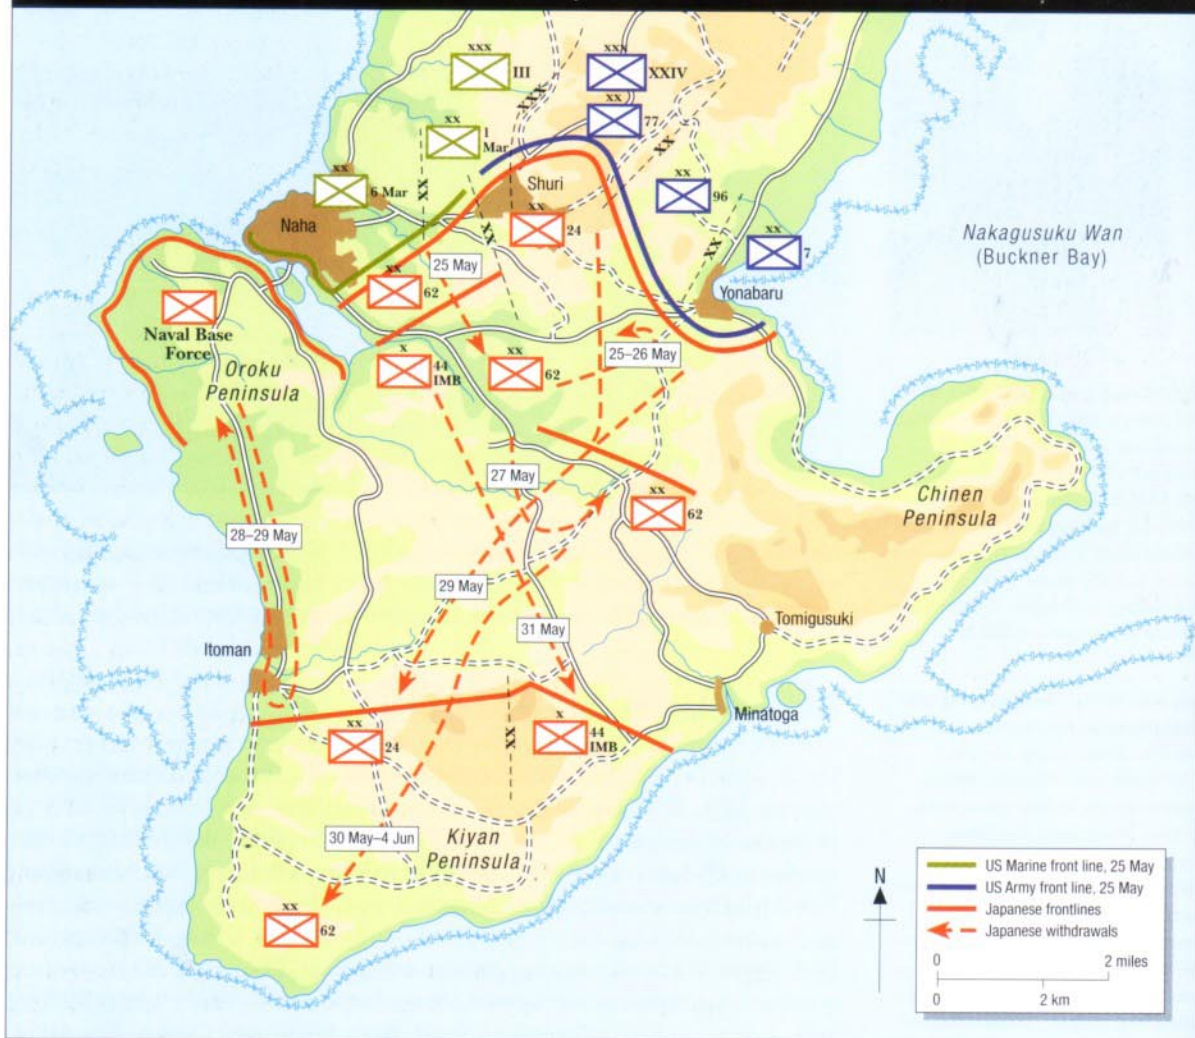 xxx
III
xxx
XXIV
XXX
xx
77
xx
1
Mar
XX
xx
6 Mar
XX
Shuri
xx
96
Naha
xx
24
XX
XX
xx
7
Nakagusuku Wan
(Buckner Bay)
25 May
xx
62
Yonabaru
Naval Base
Force
Oroku
Peninsula
x
44
IMB
xx
62
25–26 May
27 May
xx
62
Chinen
Peninsula
28–29 May
29 May
31 May
Tomigusuki
Itoman
Minatoga
xx
24
XX
x
44
IMB
30 May–4 Jun
Kiyan
Peninsula
xx
62
N
US Marine front line, 25 May
US Army front line, 25 May
Japanese frontlines
Japanese withdrawals
0
2 miles
0
2 km